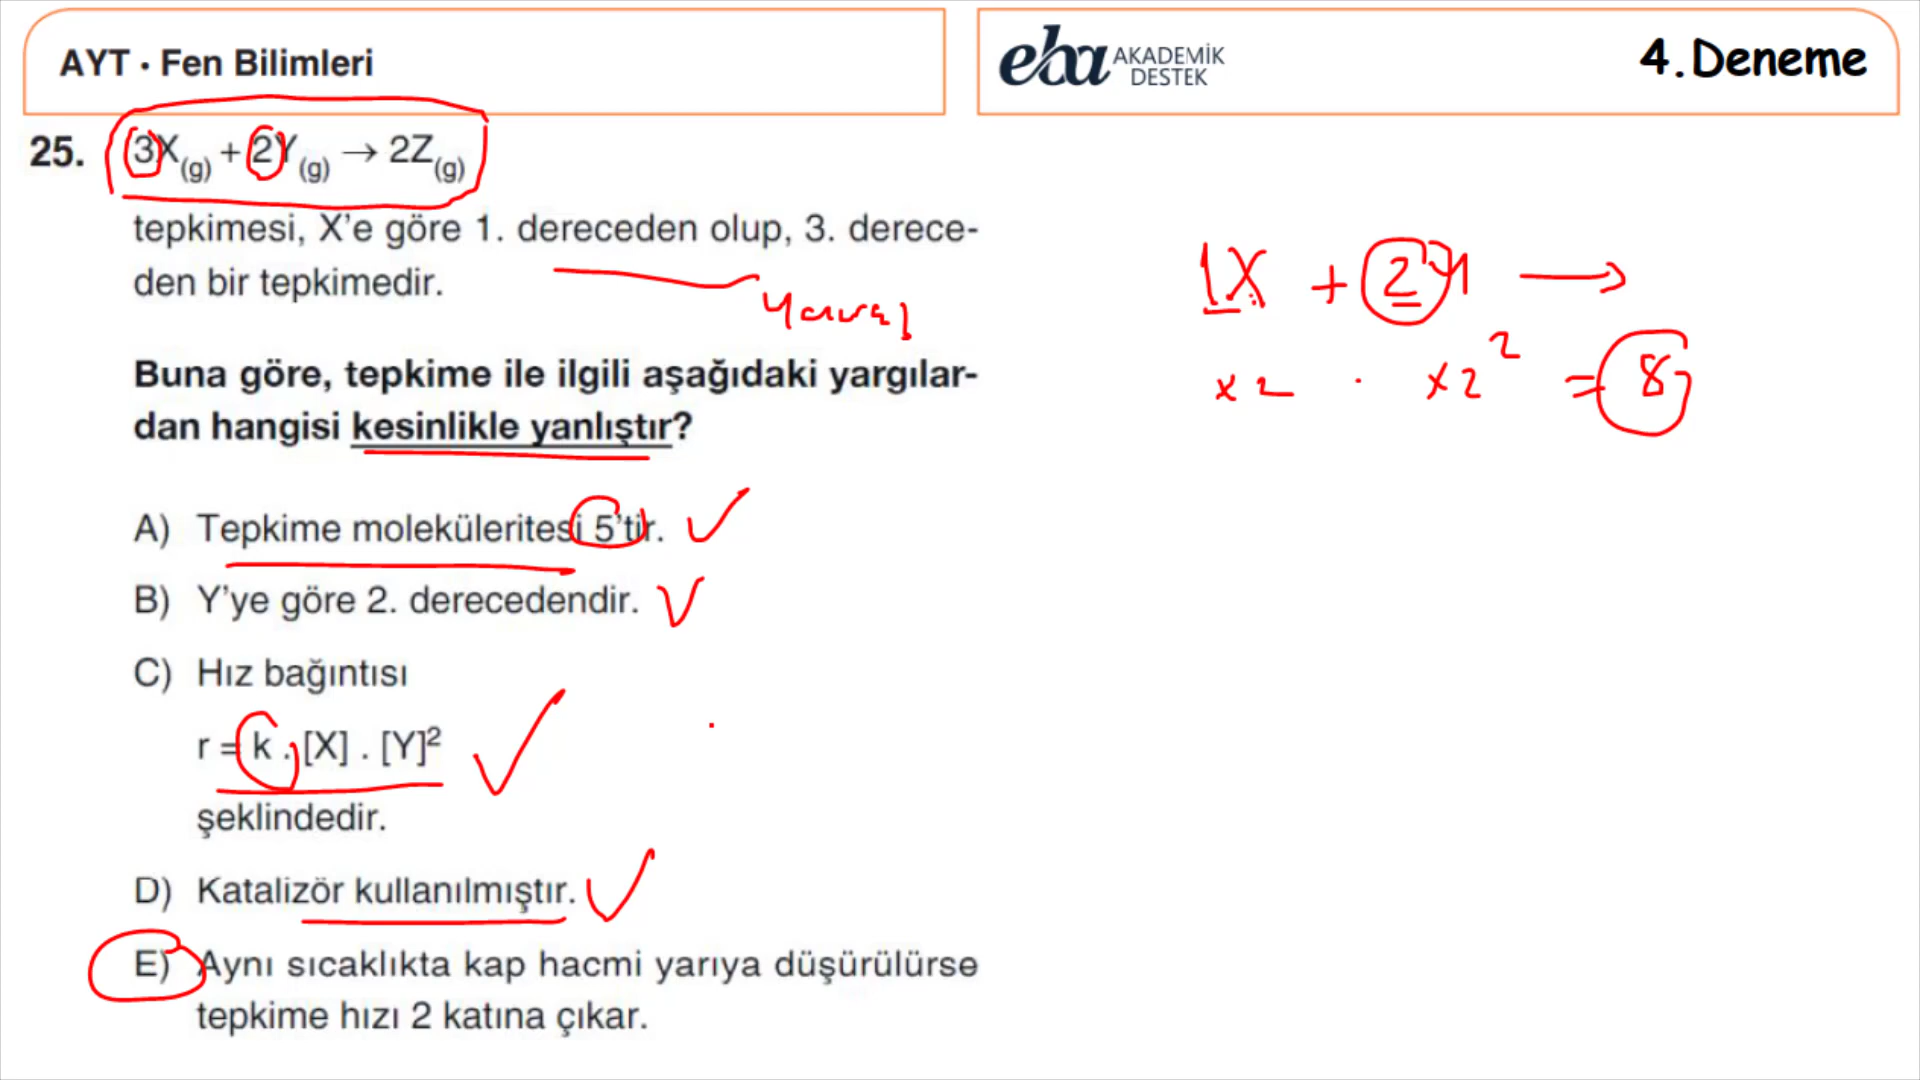 AYT • Fen Bilimleri
eba AKADEMİK DESTEK
4.Deneme
25. 3X(g) + 2Y(g) → 2Z(g)
tepkimesi, X'e göre 1. dereceden olup, 3. derece-
den bir tepkimedir.
yavaş
1X + 2Y →
x2 . x2² = 8
Buna göre, tepkime ile ilgili aşağıdaki yargılar-
dan hangisi kesinlikle yanlıştır?
A) Tepkime moleküleritesi 5'tir.
B) Y'ye göre 2. derecedendir.
C) Hız bağıntısı
r = k . [X] . [Y]²
şeklindedir.
D) Katalizör kullanılmıştır.
E) Aynı sıcaklıkta kap hacmi yarıya düşürülürse
tepkime hızı 2 katına çıkar.